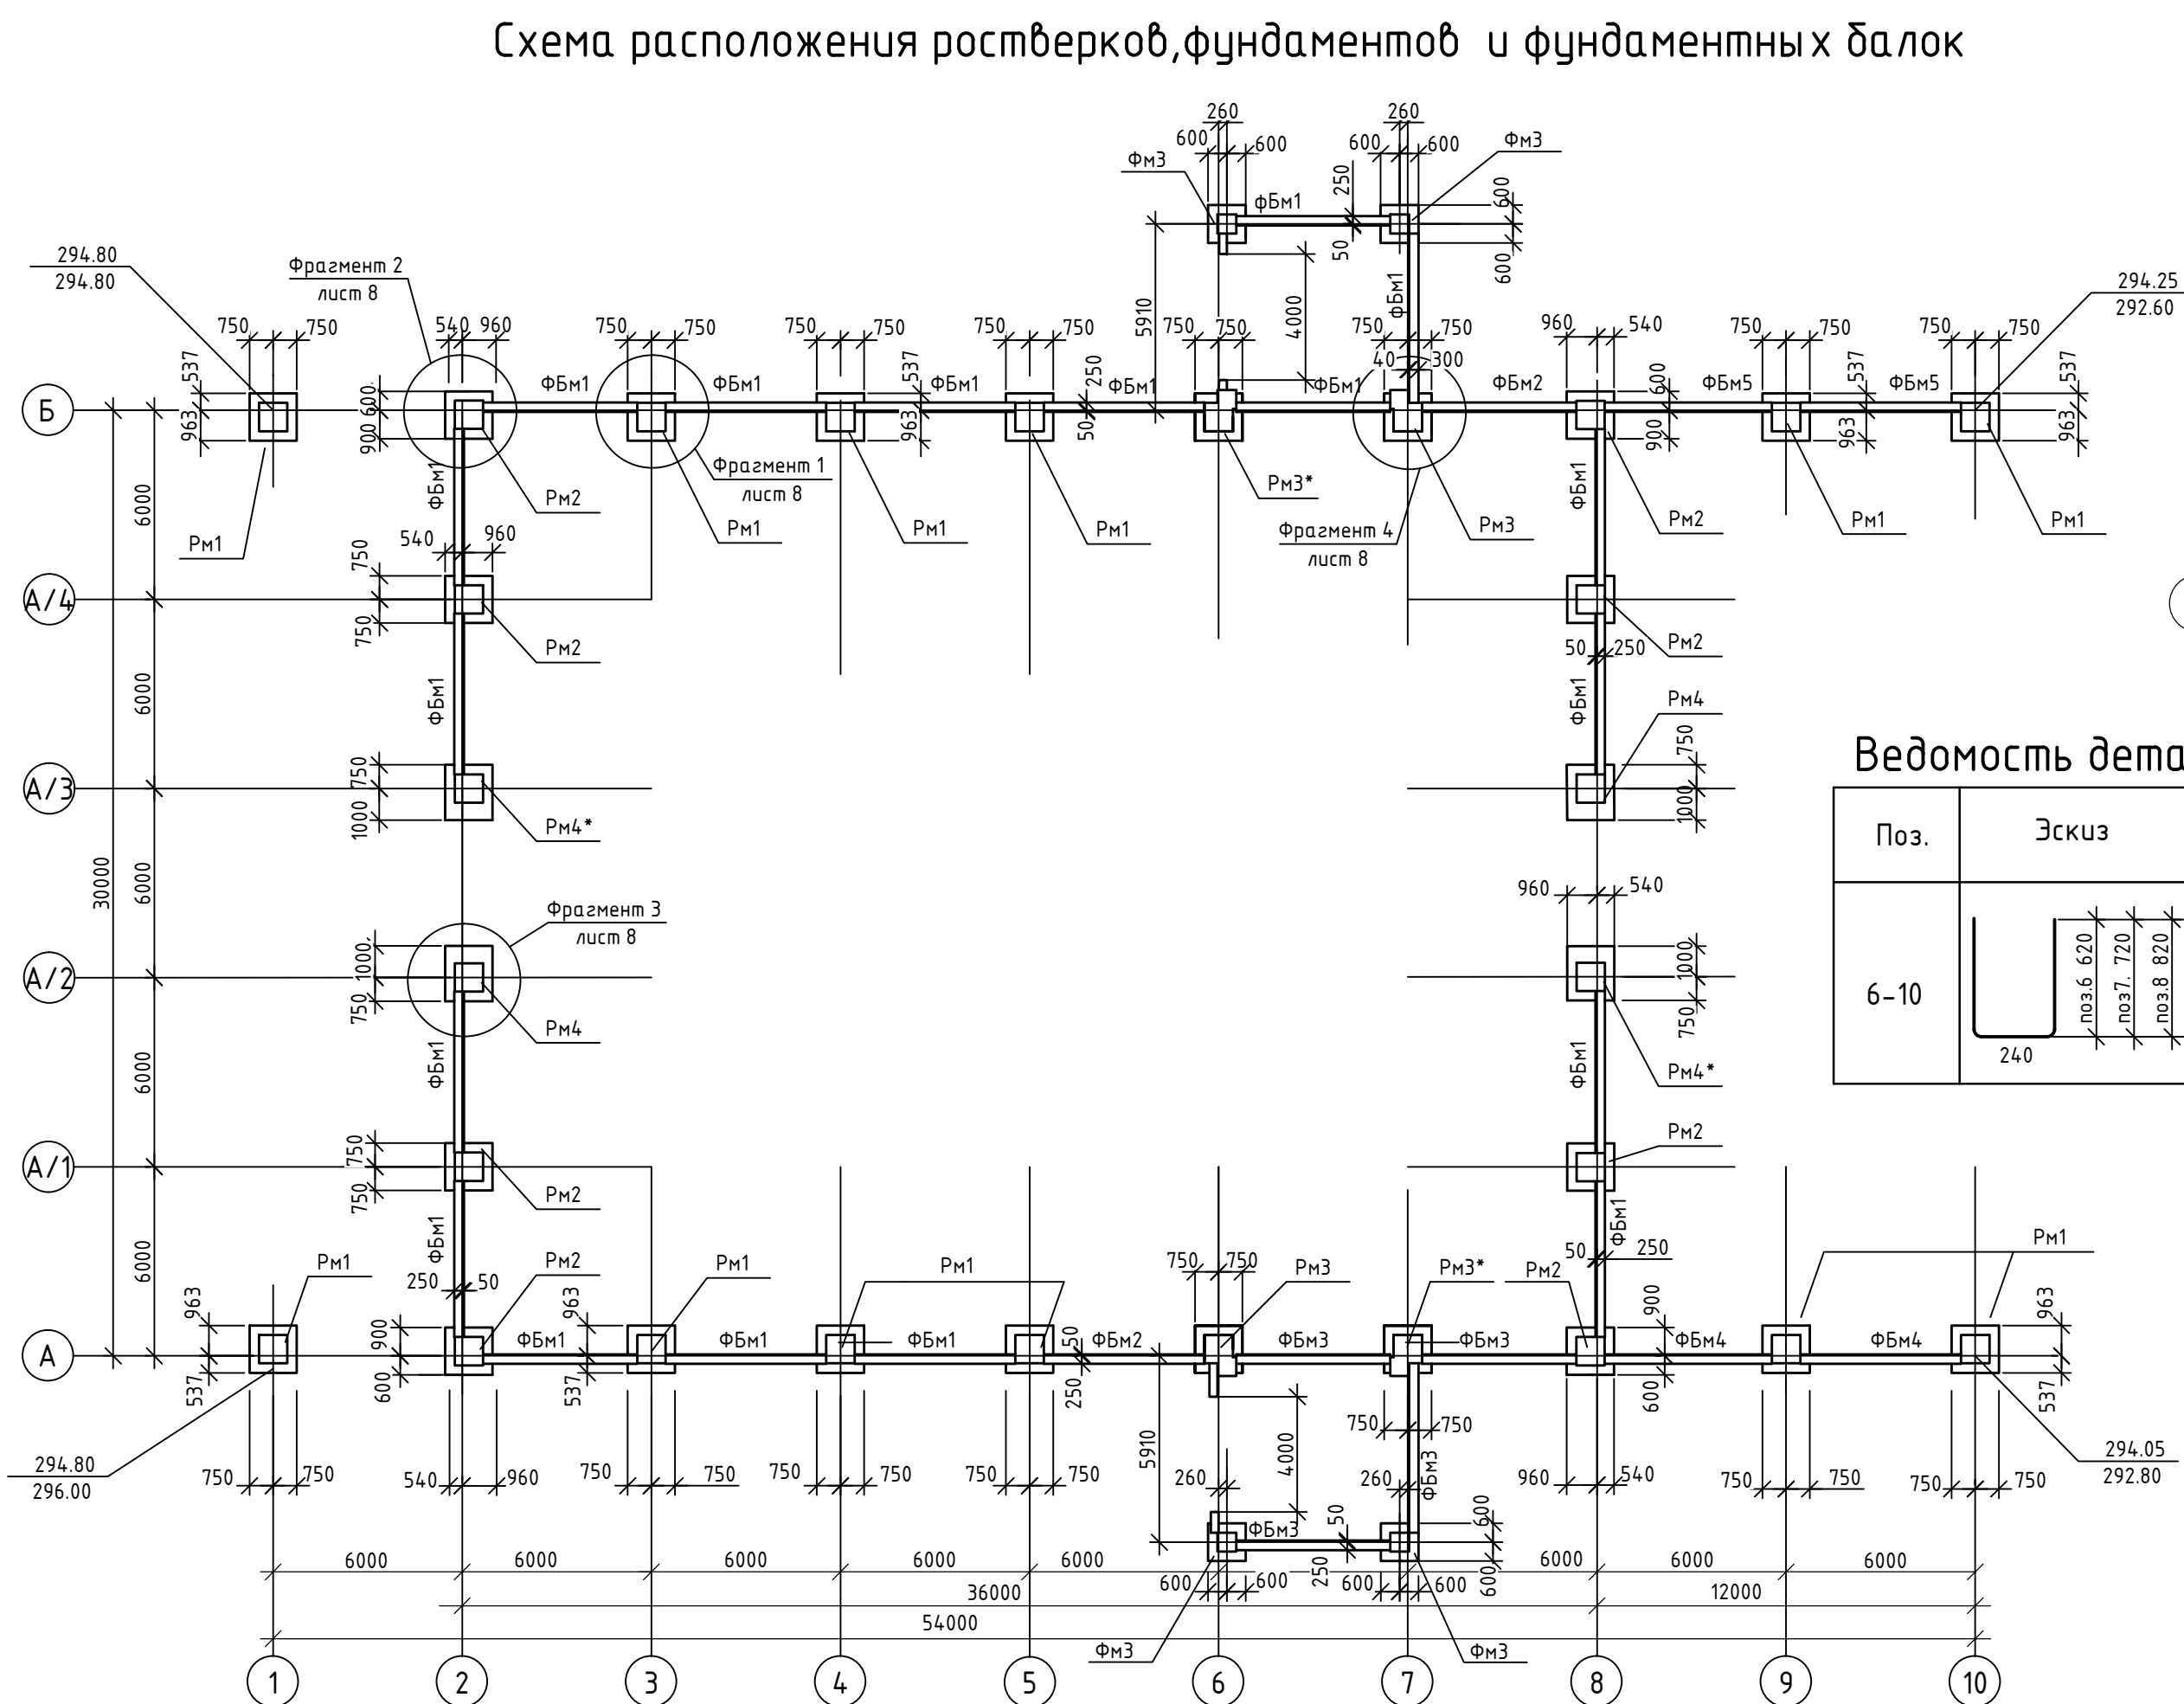 Схема расположения ростверков,фундаментов и фундаментных балок
260
260
600
600
600
600
Фм3
Фм3
250
600
фБм1
50
600
294.80
294.80
Фрагмент 2
лист 8
5910
4000
фБм1
294.25
292.60
750
750
540
960
750
750
750
750
750
750
750
750
750
750
960
540
750
750
750
750
40
300
537
963
600
900
ФБм1
ФБм1
537
963
ФБм1
250
50
ФБм1
ФБм1
ФБм2
600
900
ФБм5
537
963
ФБм5
537
963
Б
Фрагмент 1
лист 8
Рм3*
Фрагмент 4
лист 8
Рм1
Рм2
Рм1
Рм1
Рм1
Рм3
Рм2
Рм1
Рм1
6000
ФБм1
ФБм1
540
960
750
750
А/4
Рм2
Рм2
50
250
6000
ФБм1
ФБм1
Рм4
750
1000
А/3
750
1000
Рм4*
Ведомость дета
Поз.
Эскиз
6-10
поз.6 620
поз7. 720
поз.8 820
240
30000
6000
Фрагмент 3
лист 8
960
540
1000
750
А/2
1000
750
Рм4
Рм4*
6000
ФБм1
ФБм1
750
750
А/1
Рм2
Рм2
6000
ФБм1
ФБм1
250
50
50
250
Рм1
Рм2
Рм1
Рм1
750
750
Рм3
Рм3*
Рм2
Рм1
963
537
900
600
ФБм1
963
537
ФБм1
ФБм1
50
250
ФБм2
ФБм3
ФБм3
900
600
ФБм4
ФБм4
963
537
А
294.80
296.00
294.05
292.80
5910
4000
750
750
ФБм3
750
750
540
960
750
750
750
750
750
750
260
260
960
540
750
750
750
750
ФБм3
50
250
600
600
600
600
600
600
6000
6000
6000
6000
6000
6000
6000
6000
36000
12000
54000
Фм3
Фм3
1
2
3
4
5
6
7
8
9
10